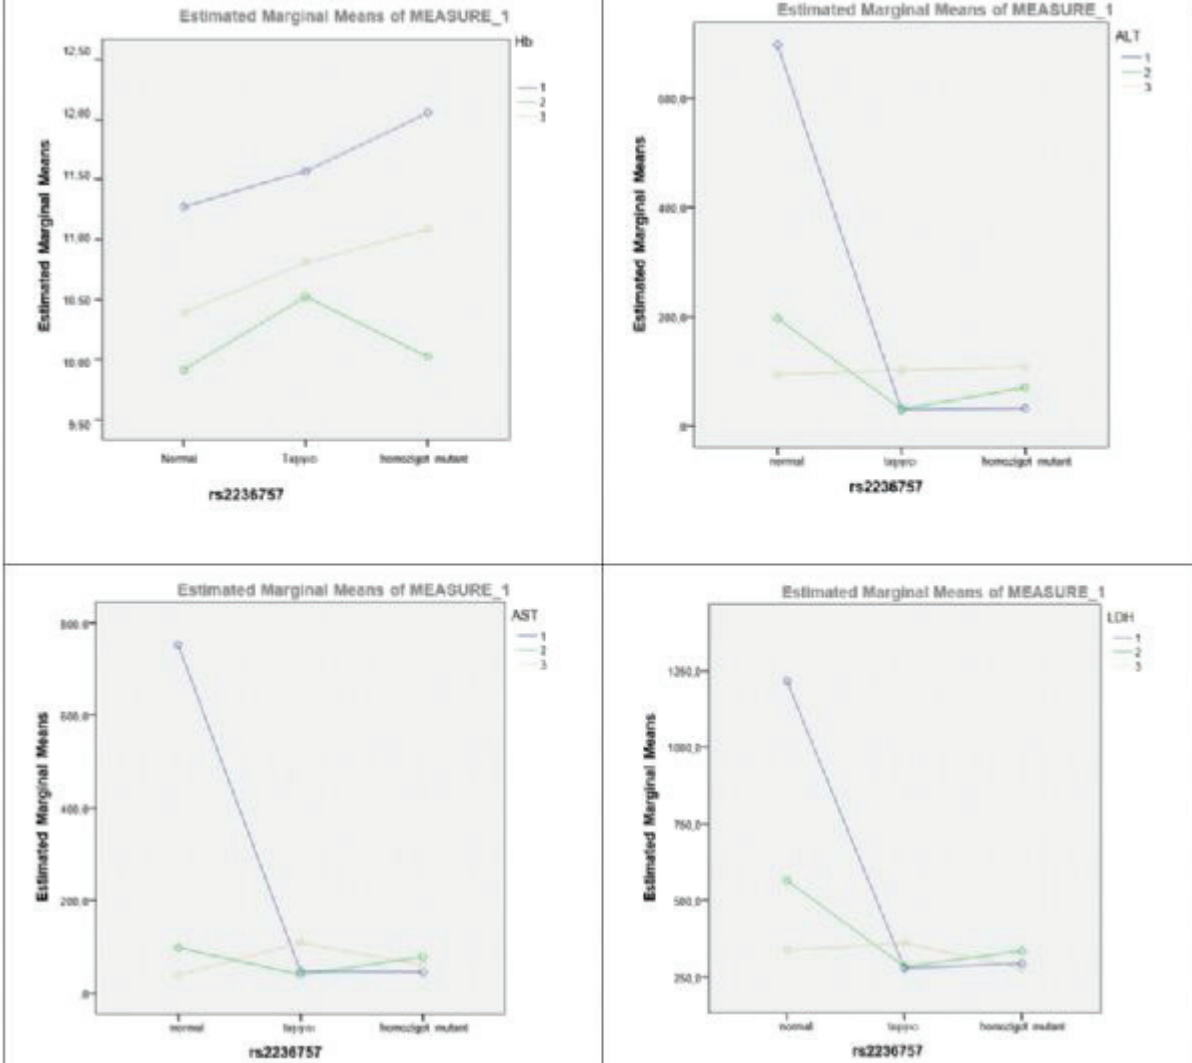 Estimated Marginal Means of MEASURE_1
Hb
1
2
3
12.50
12.00
11.50
11.00
10.50
10.00
9.50
Estimated Marginal Means
Normal
homozigot mutant
rs2236757
Estimated Marginal Means of MEASURE_1
ALT
1
2
3
600,0
400,0
200,0
,0
Estimated Marginal Means
normal
homozigot mutant
rs2236757
Estimated Marginal Means of MEASURE_1
AST
1
2
3
800,0
600,0
400,0
200,0
,0
Estimated Marginal Means
normal
homozigot mutant
rs2236757
Estimated Marginal Means of MEASURE_1
LDH
1
2
3
1250,0
1000,0
750,0
500,0
250,0
Estimated Marginal Means
normal
homozigot mutant
rs2236757